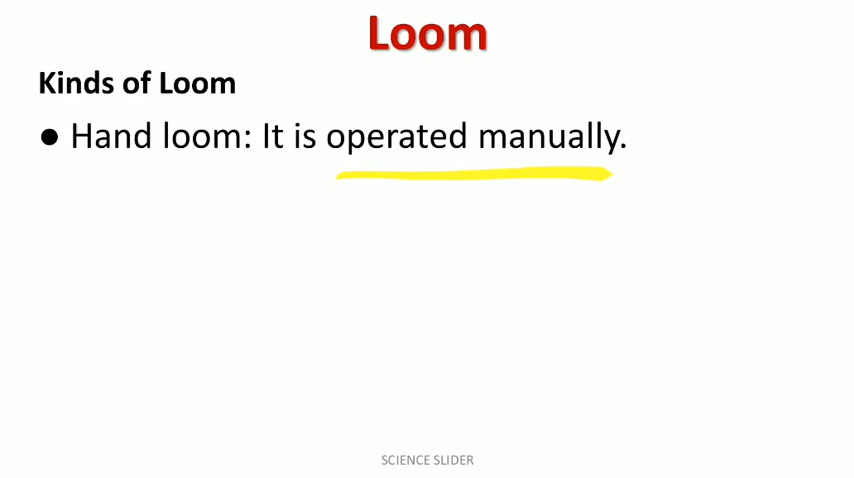 Loom
Kinds of Loom
● Hand loom: It is operated manually.
SCIENCE SLIDER